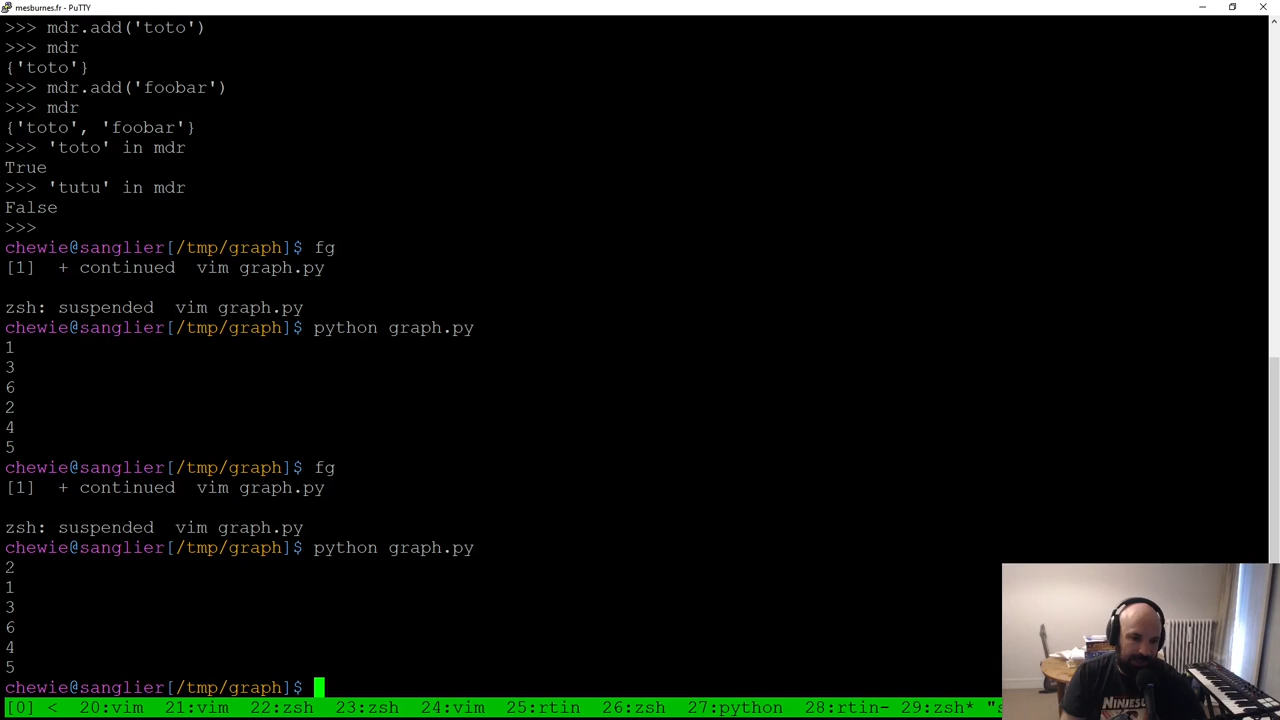 mesburnes.fr - PuTTY
>>> mdr.add('toto')
>>> mdr
{'toto'}
>>> mdr.add('foobar')
>>> mdr
{'toto', 'foobar'}
>>> 'toto' in mdr
True
>>> 'tutu' in mdr
False
>>>
chewie@sanglier[/tmp/graph]$ fg
[1]  + continued  vim graph.py
zsh: suspended  vim graph.py
chewie@sanglier[/tmp/graph]$ python graph.py
1
3
6
2
4
5
chewie@sanglier[/tmp/graph]$ fg
[1]  + continued  vim graph.py
zsh: suspended  vim graph.py
chewie@sanglier[/tmp/graph]$ python graph.py
2
1
3
6
4
5
chewie@sanglier[/tmp/graph]$
[0] <  20:vim  21:vim  22:zsh  23:zsh  24:vim  25:rtin  26:zsh  27:python  28:rtin- 29:zsh* "s